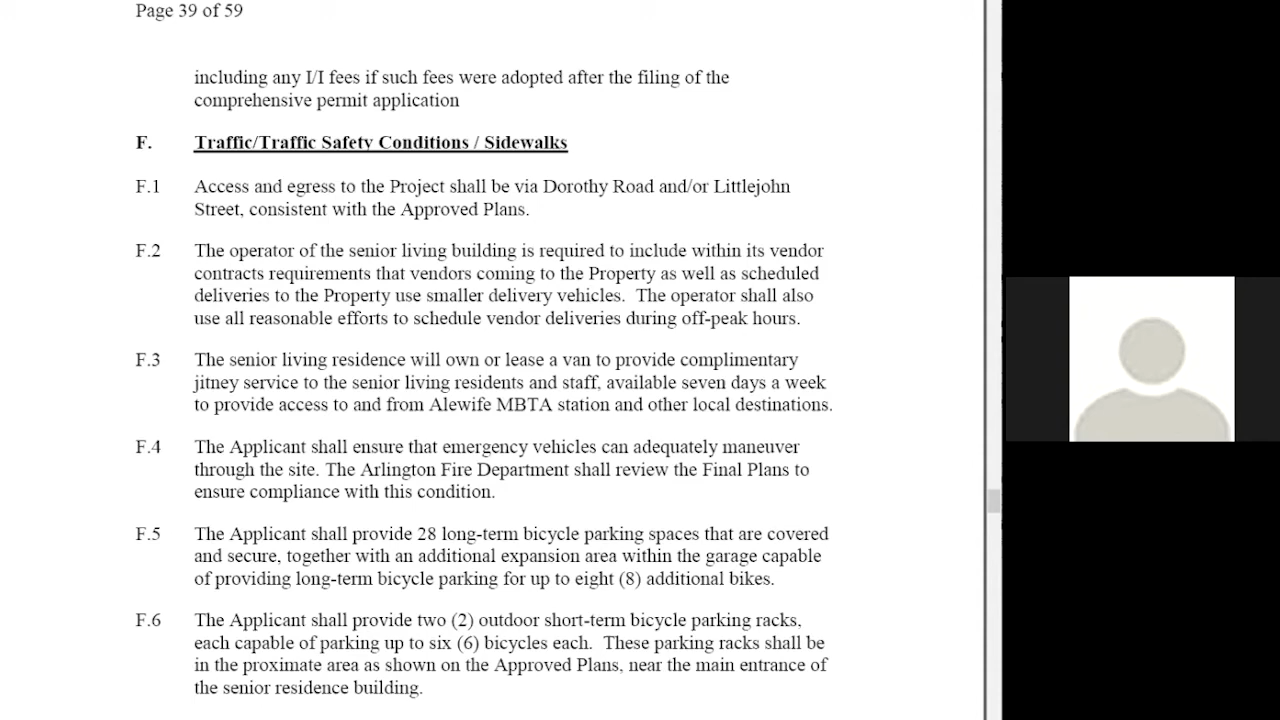 Page 39 of 59
including any I/I fees if such fees were adopted after the filing of the
comprehensive permit application
F. Traffic/Traffic Safety Conditions / Sidewalks
F.1 Access and egress to the Project shall be via Dorothy Road and/or Littlejohn
Street, consistent with the Approved Plans.
F.2 The operator of the senior living building is required to include within its vendor
contracts requirements that vendors coming to the Property as well as scheduled
deliveries to the Property use smaller delivery vehicles. The operator shall also
use all reasonable efforts to schedule vendor deliveries during off-peak hours.
F.3 The senior living residence will own or lease a van to provide complimentary
jitney service to the senior living residents and staff, available seven days a week
to provide access to and from Alewife MBTA station and other local destinations.
F.4 The Applicant shall ensure that emergency vehicles can adequately maneuver
through the site. The Arlington Fire Department shall review the Final Plans to
ensure compliance with this condition.
F.5 The Applicant shall provide 28 long-term bicycle parking spaces that are covered
and secure, together with an additional expansion area within the garage capable
of providing long-term bicycle parking for up to eight (8) additional bikes.
F.6 The Applicant shall provide two (2) outdoor short-term bicycle parking racks,
each capable of parking up to six (6) bicycles each. These parking racks shall be
in the proximate area as shown on the Approved Plans, near the main entrance of
the senior residence building.